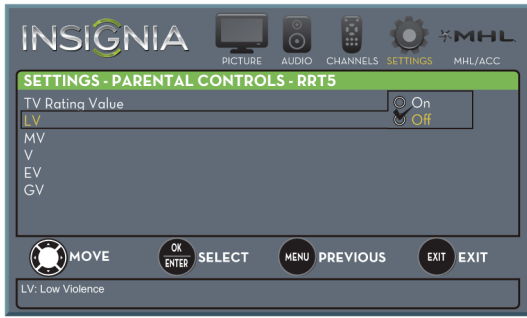 INSIGNIA
PICTURE AUDIO CHANNELS SETTINGS MHL/ACC
MHL
SETTINGS - PARENTAL CONTROLS - RRT5
TV Rating Value
On
LV
Off
MV
V
EV
GV
MOVE OK ENTER SELECT MENU PREVIOUS EXIT EXIT
LV: Low Violence